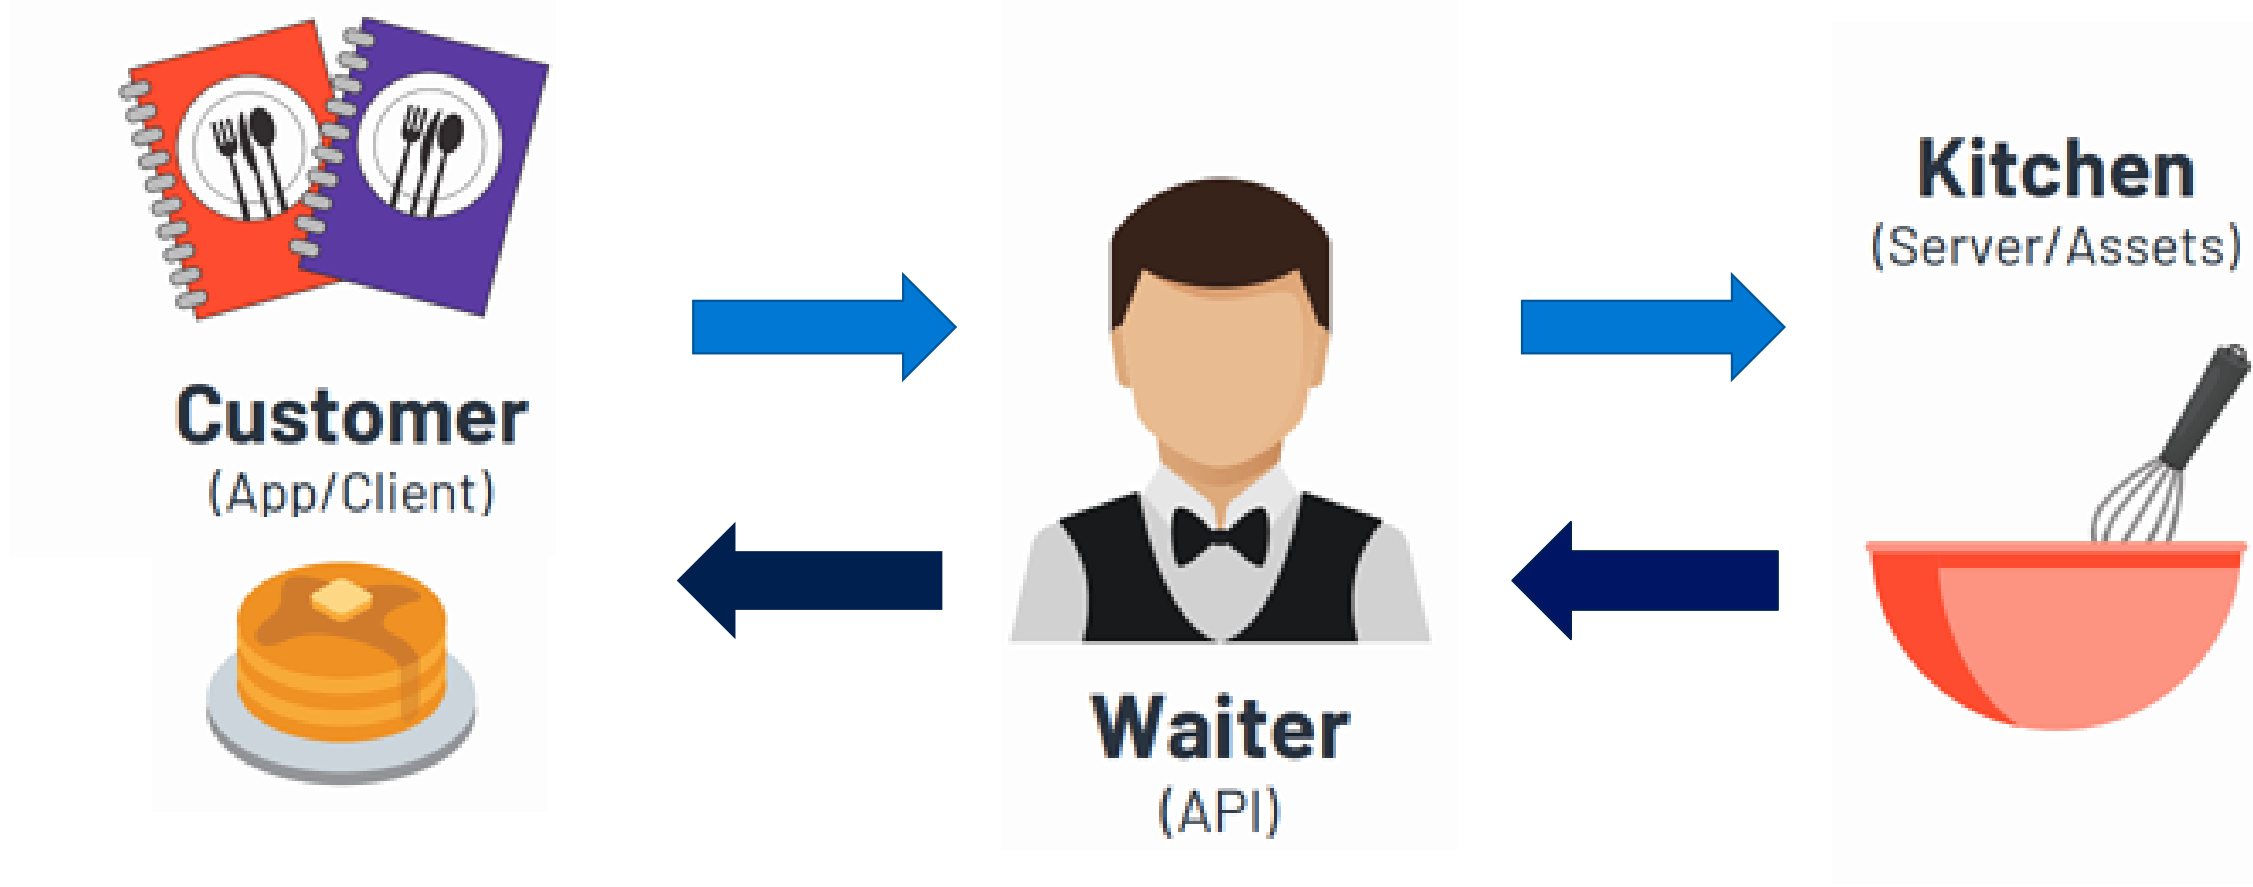 Customer
(App/Client)
Waiter
(API)
Kitchen
(Server/Assets)